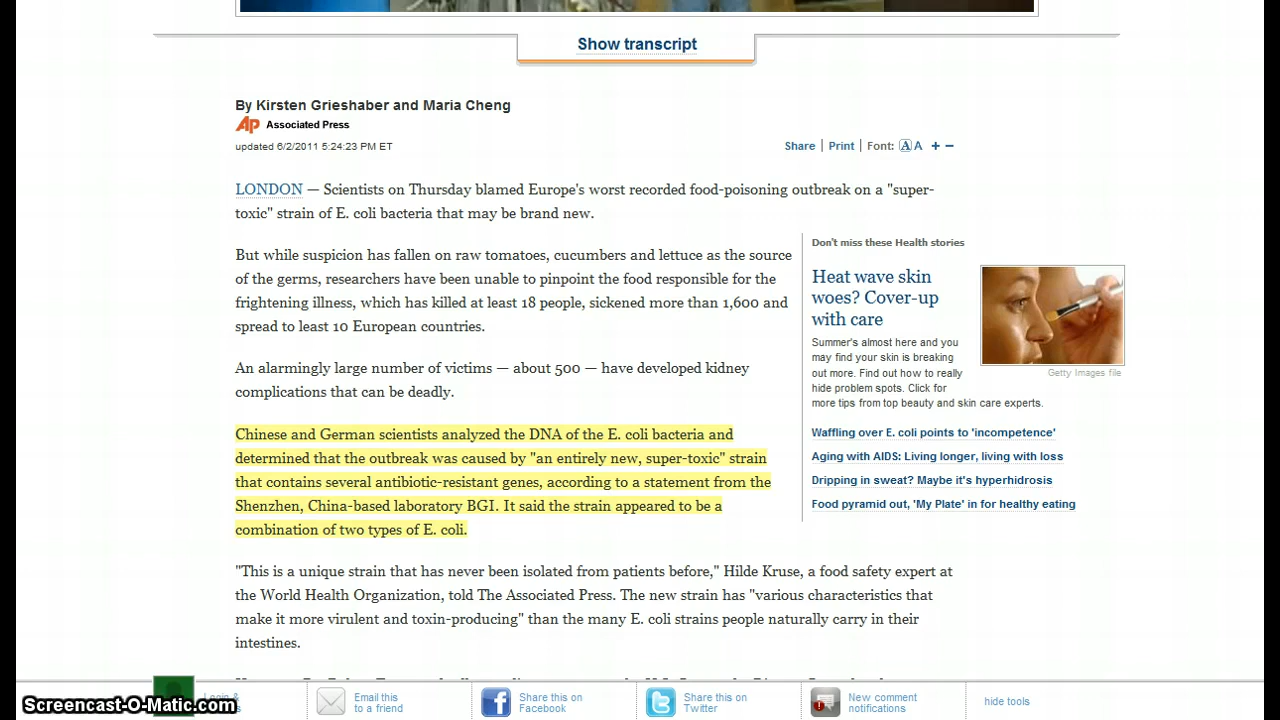 Show transcript
By Kirsten Grieshaber and Maria Cheng
AP Associated Press
updated 6/2/2011 5:24:23 PM ET
Share | Print | Font: A A + −
LONDON — Scientists on Thursday blamed Europe's worst recorded food-poisoning outbreak on a "super-
toxic" strain of E. coli bacteria that may be brand new.
But while suspicion has fallen on raw tomatoes, cucumbers and lettuce as the source
of the germs, researchers have been unable to pinpoint the food responsible for the
frightening illness, which has killed at least 18 people, sickened more than 1,600 and
spread to least 10 European countries.
An alarmingly large number of victims — about 500 — have developed kidney
complications that can be deadly.
Chinese and German scientists analyzed the DNA of the E. coli bacteria and
determined that the outbreak was caused by "an entirely new, super-toxic" strain
that contains several antibiotic-resistant genes, according to a statement from the
Shenzhen, China-based laboratory BGI. It said the strain appeared to be a
combination of two types of E. coli.
"This is a unique strain that has never been isolated from patients before," Hilde Kruse, a food safety expert at
the World Health Organization, told The Associated Press. The new strain has "various characteristics that
make it more virulent and toxin-producing" than the many E. coli strains people naturally carry in their
intestines.
Don't miss these Health stories
Heat wave skin
woes? Cover-up
with care
Summer's almost here and you
may find your skin is breaking
out more. Find out how to really
hide problem spots. Click for
more tips from top beauty and skin care experts.
Getty Images file
Waffling over E. coli points to 'incompetence'
Aging with AIDS: Living longer, living with loss
Dripping in sweat? Maybe it's hyperhidrosis
Food pyramid out, 'My Plate' in for healthy eating
Screencast-O-Matic.com
Email this
to a friend
Share this on
Facebook
Share this on
Twitter
New comment
notifications
hide tools